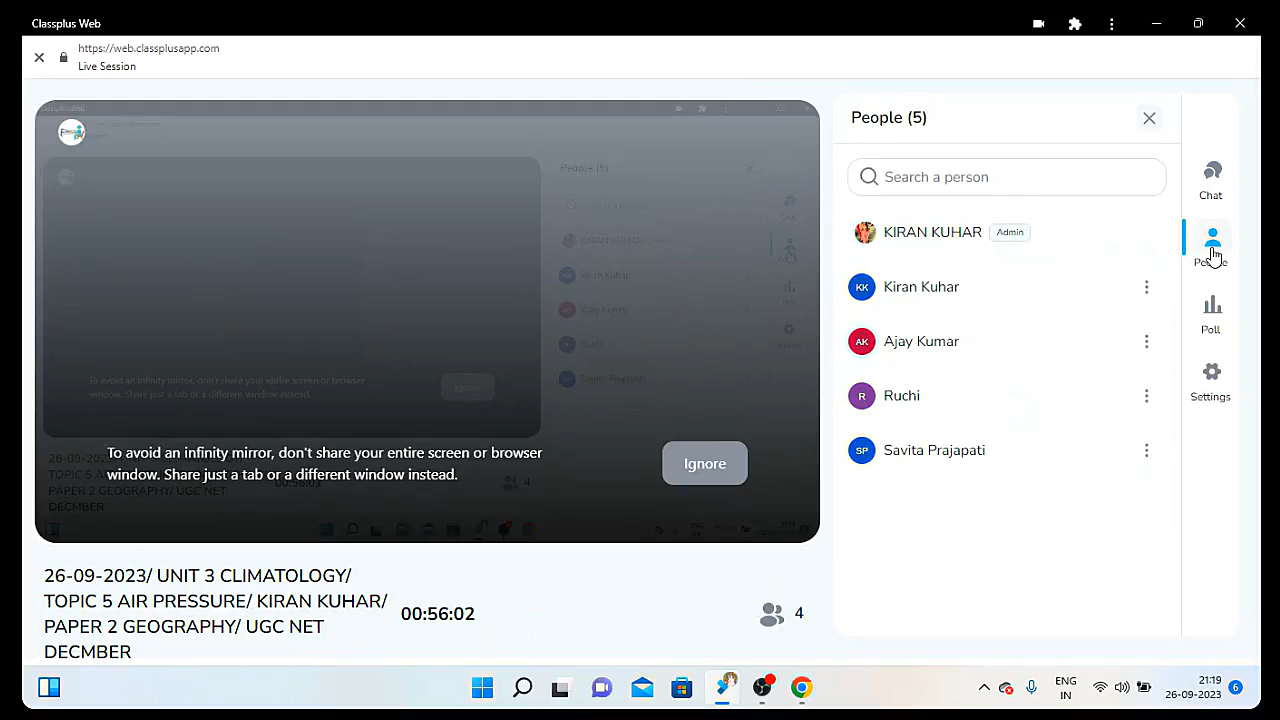 Classplus Web
https://web.classplusapp.com
Live Session
People (5)
Search a person
KIRAN KUHAR Admin
KK Kiran Kuhar
AK Ajay Kumar
R Ruchi
SP Savita Prajapati
Chat
People
Poll
Settings
To avoid an infinity mirror, don't share your entire screen or browser
window. Share just a tab or a different window instead.
Ignore
26-09-2023/ UNIT 3 CLIMATOLOGY/
TOPIC 5 AIR PRESSURE/ KIRAN KUHAR/
PAPER 2 GEOGRAPHY/ UGC NET
DECMBER
00:56:02
4
ENG
IN
21:19
26-09-2023
6